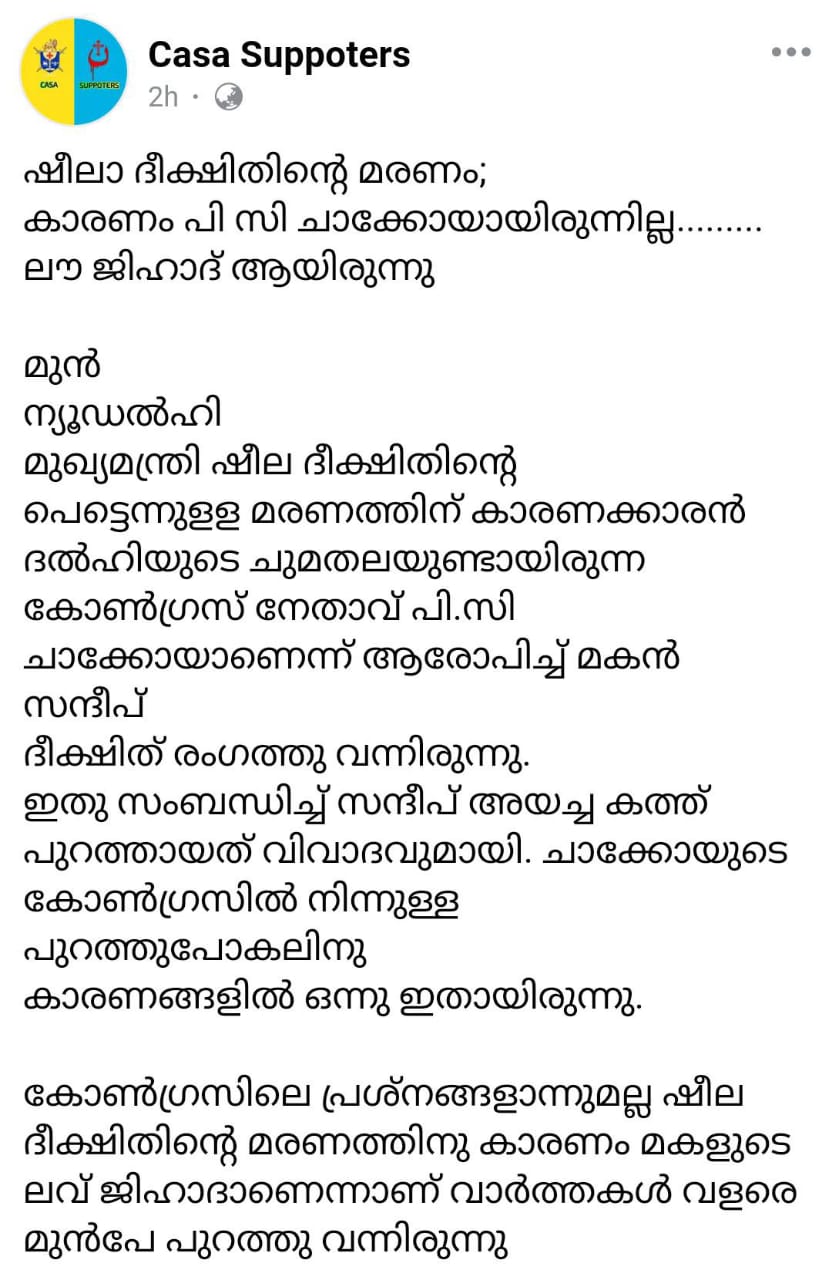 CASA
SUPPOTERS
Casa Suppoters
2h ·
ഷീലാ ദീക്ഷിതിന്റെ മരണം;
കാരണം പി സി ചാക്കോയായിരുന്നില്ല.........
ലൗ ജിഹാദ് ആയിരുന്നു
മുൻ
ന്യൂഡൽഹി
മുഖ്യമന്ത്രി ഷീല ദീക്ഷിതിന്റെ
പെട്ടെന്നുളള മരണത്തിന് കാരണക്കാരൻ
ദൽഹിയുടെ ചുമതലയുണ്ടായിരുന്ന
കോൺഗ്രസ് നേതാവ് പി.സി
ചാക്കോയാണെന്ന് ആരോപിച്ച് മകൻ
സന്ദീപ്
ദീക്ഷിത് രംഗത്തു വന്നിരുന്നു.
ഇതു സംബന്ധിച്ച് സന്ദീപ് അയച്ച കത്ത്
പുറത്തായത് വിവാദവുമായി. ചാക്കോയുടെ
കോൺഗ്രസിൽ നിന്നുള്ള
പുറത്തുപോകലിനു
കാരണങ്ങളിൽ ഒന്നു ഇതായിരുന്നു.
കോൺഗ്രസിലെ പ്രശ്നങ്ങളാന്നുമല്ല ഷീല
ദീക്ഷിതിന്റെ മരണത്തിനു കാരണം മകളുടെ
ലവ് ജിഹാദാണെന്നാണ് വാർത്തകൾ വളരെ
മുൻപേ പുറത്തു വന്നിരുന്നു